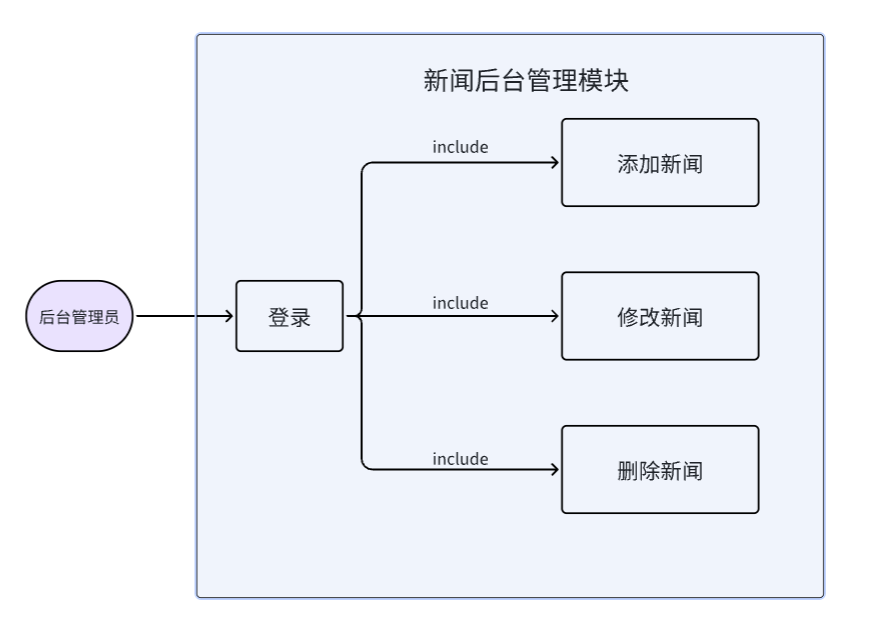 新闻后台管理模块
include
添加新闻
后台管理员
登录
include
修改新闻
include
删除新闻